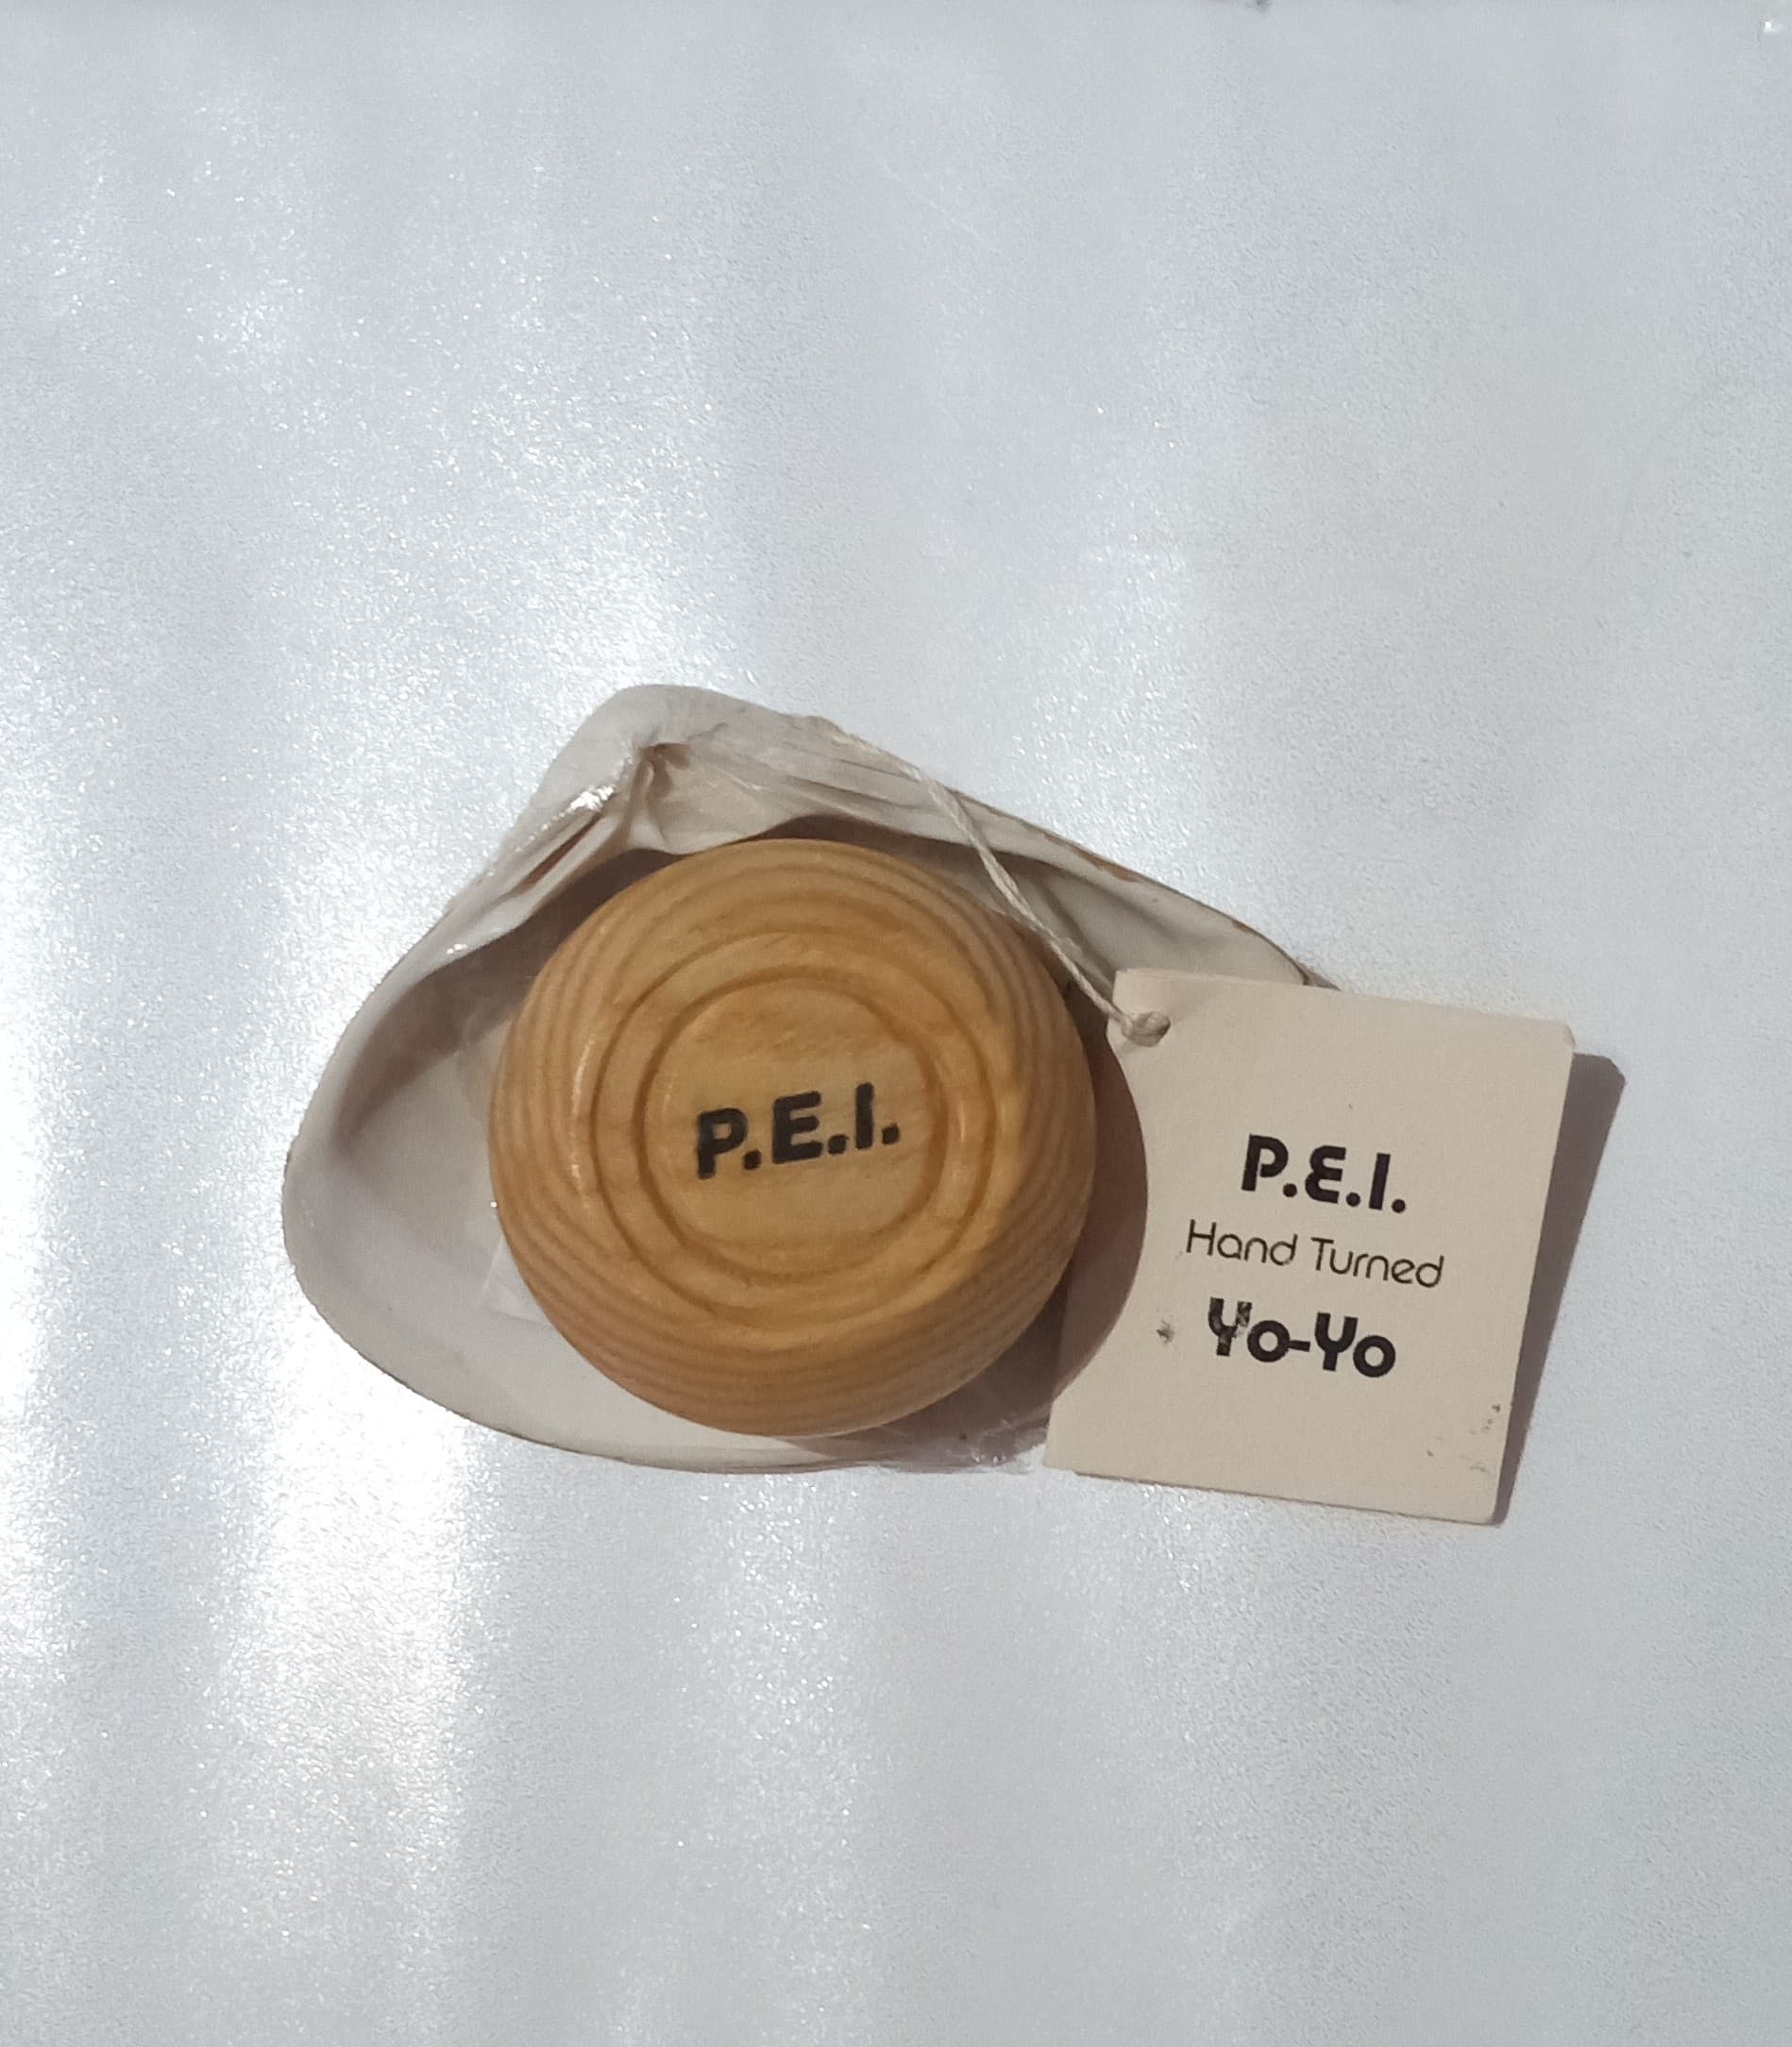 P.E.I.
P.E.I.
Hand Turned
Yo-Yo